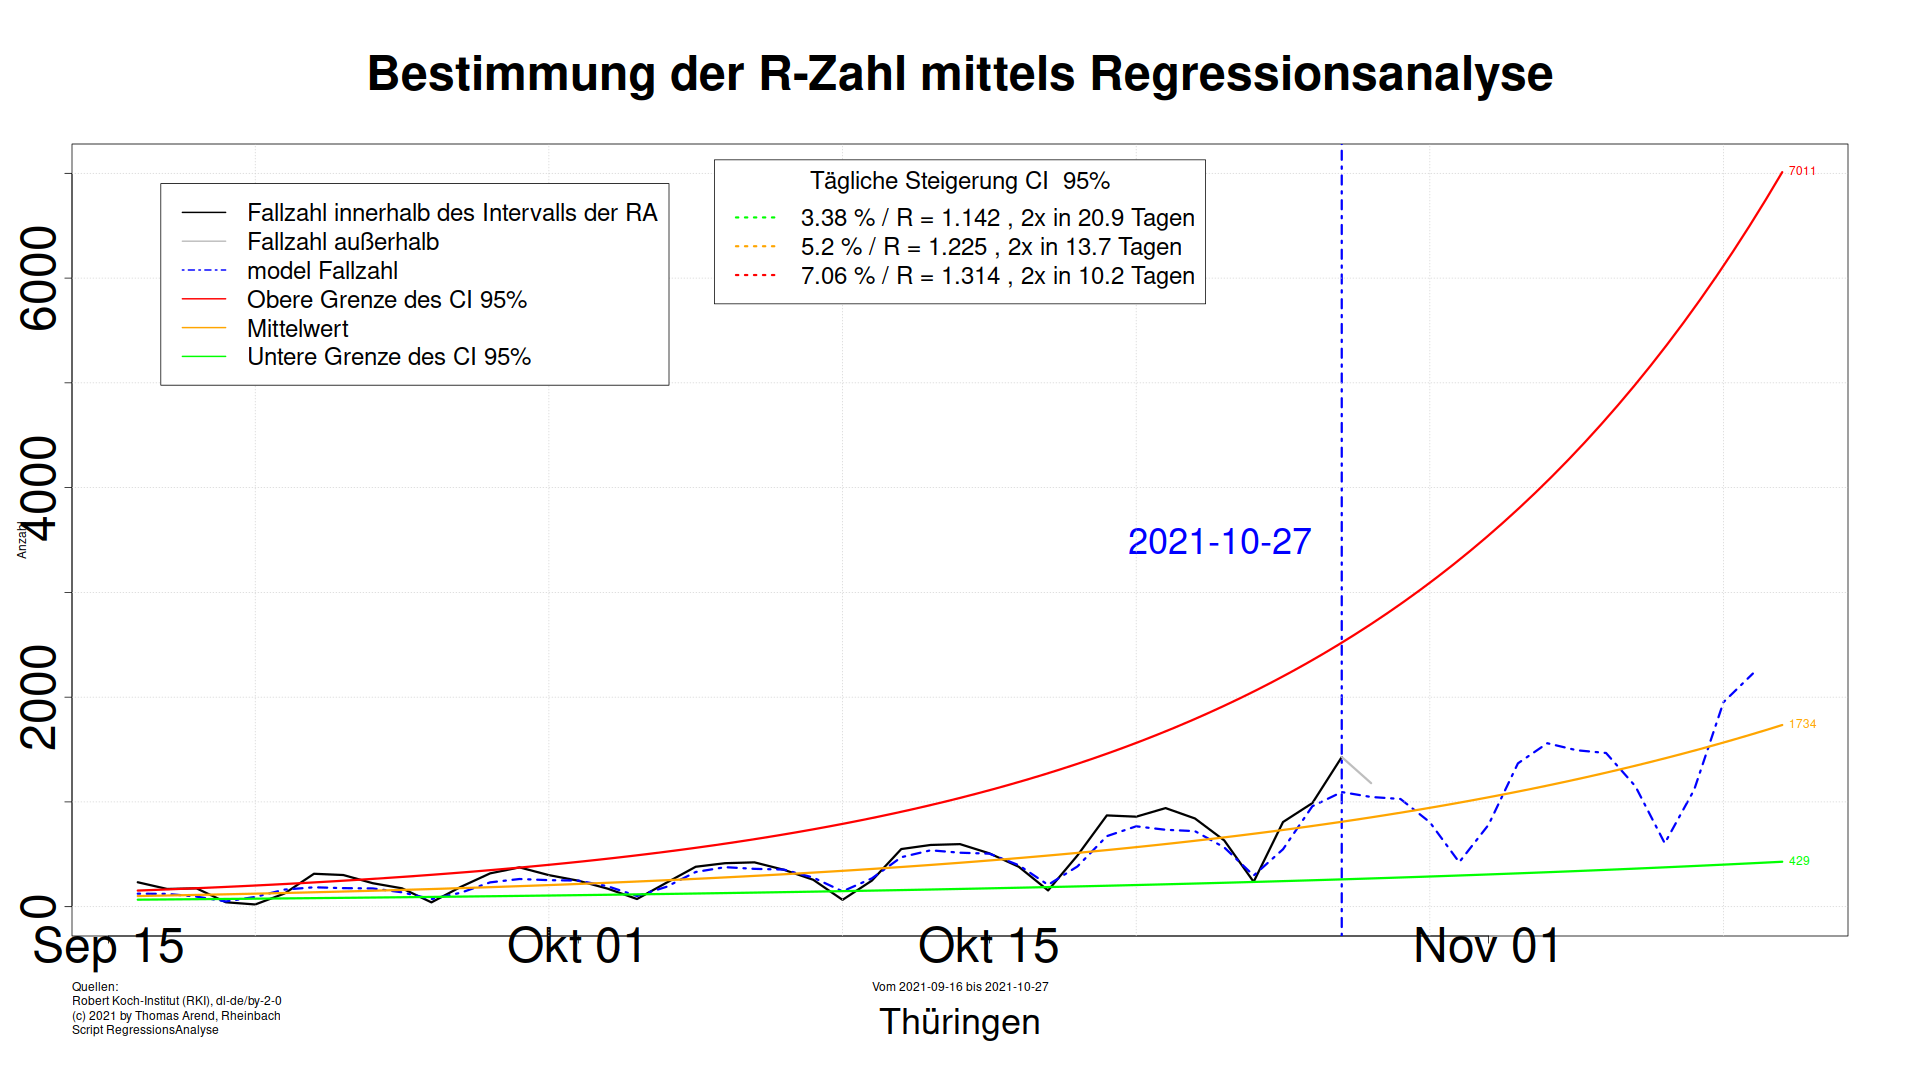 Bestimmung der R-Zahl mittels Regressionsanalyse
Fallzahl innerhalb des Intervalls der RA
Fallzahl außerhalb
model Fallzahl
Obere Grenze des CI 95%
Mittelwert
Untere Grenze des CI 95%
Tägliche Steigerung CI  95%
3.38 % / R = 1.142 , 2x in 20.9 Tagen
5.2 % / R = 1.225 , 2x in 13.7 Tagen
7.06 % / R = 1.314 , 2x in 10.2 Tagen
7011
1734
429
2021-10-27
Anzahl
6000
4000
2000
0
Sep 15
Okt 01
Okt 15
Nov 01
Quellen:
Robert Koch-Institut (RKI), dl-de/by-2-0
(c) 2021 by Thomas Arend, Rheinbach
Script RegressionsAnalyse
Vom 2021-09-16 bis 2021-10-27
Thüringen